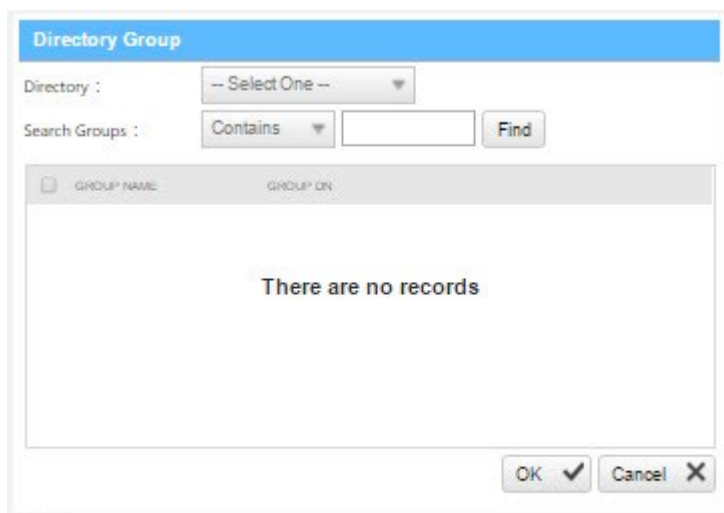 Directory Group
Directory :
-- Select One --
Search Groups :
Contains
Find
GROUP NAME GROUP DN
There are no records
OK Cancel